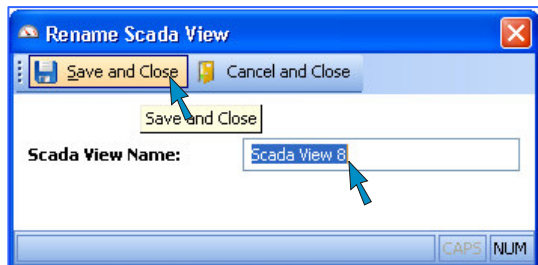 Rename Scada View
Save and Close Cancel and Close
Save and Close
Scada View Name: Scada View 8
CAPS NUM